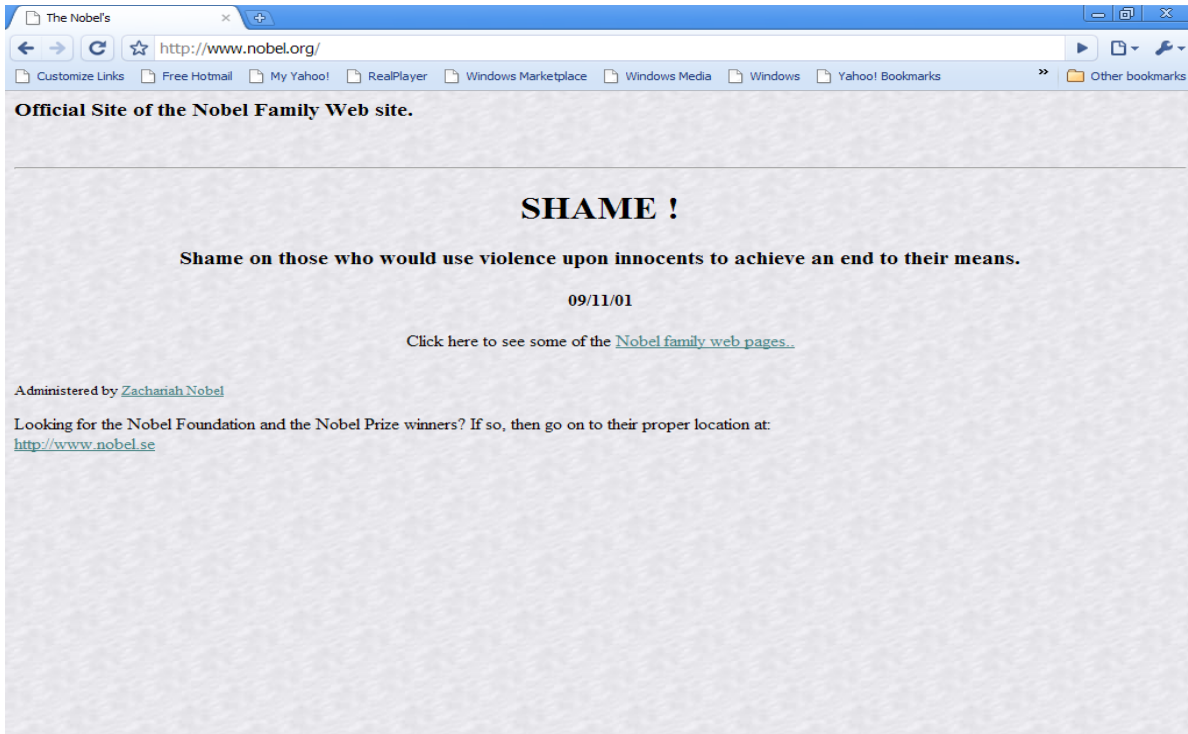 The Nobel's
http://www.nobel.org/
Customize Links Free Hotmail My Yahoo! RealPlayer Windows Marketplace Windows Media Windows Yahoo! Bookmarks » Other bookmarks
Official Site of the Nobel Family Web site.
SHAME !
Shame on those who would use violence upon innocents to achieve an end to their means.
09/11/01
Click here to see some of the Nobel family web pages..
Administered by Zachariah Nobel
Looking for the Nobel Foundation and the Nobel Prize winners? If so, then go on to their proper location at:
http://www.nobel.se